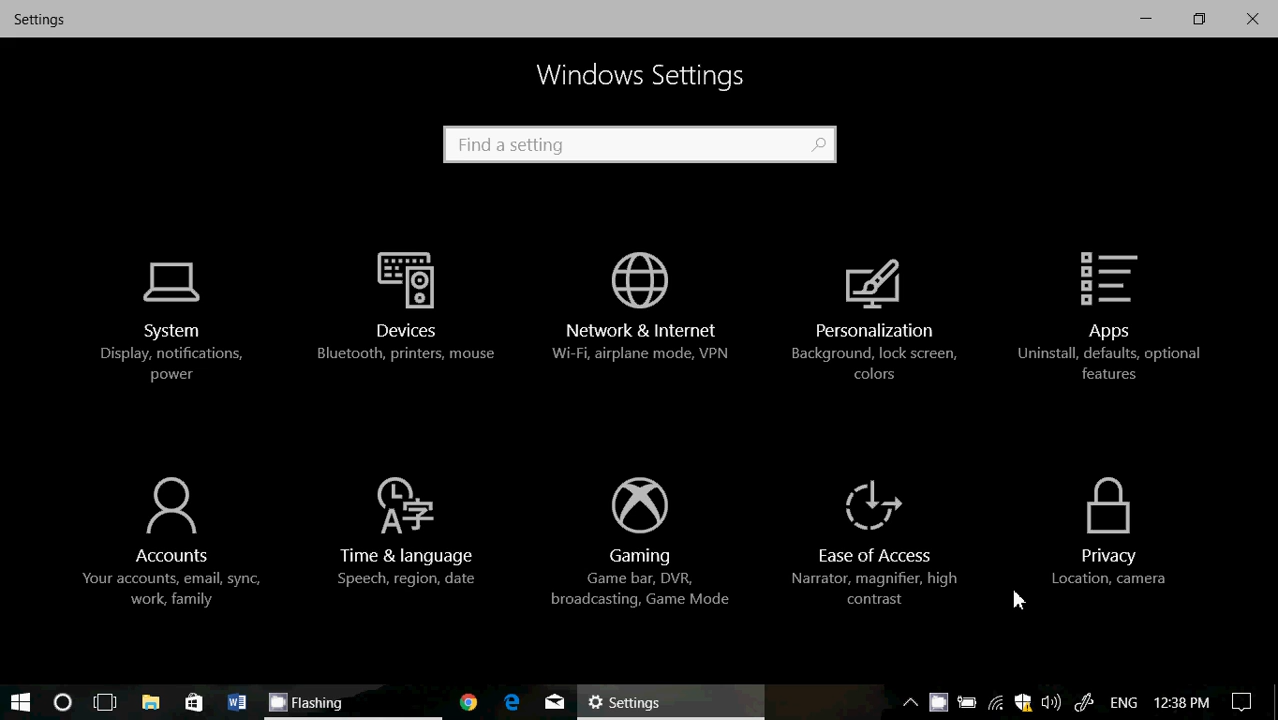 Settings
Windows Settings
Find a setting
System
Display, notifications,
power
Devices
Bluetooth, printers, mouse
Network & Internet
Wi-Fi, airplane mode, VPN
Personalization
Background, lock screen,
colors
Apps
Uninstall, defaults, optional
features
Accounts
Your accounts, email, sync,
work, family
Time & language
Speech, region, date
Gaming
Game bar, DVR,
broadcasting, Game Mode
Ease of Access
Narrator, magnifier, high
contrast
Privacy
Location, camera
Flashing
Settings
ENG
12:38 PM